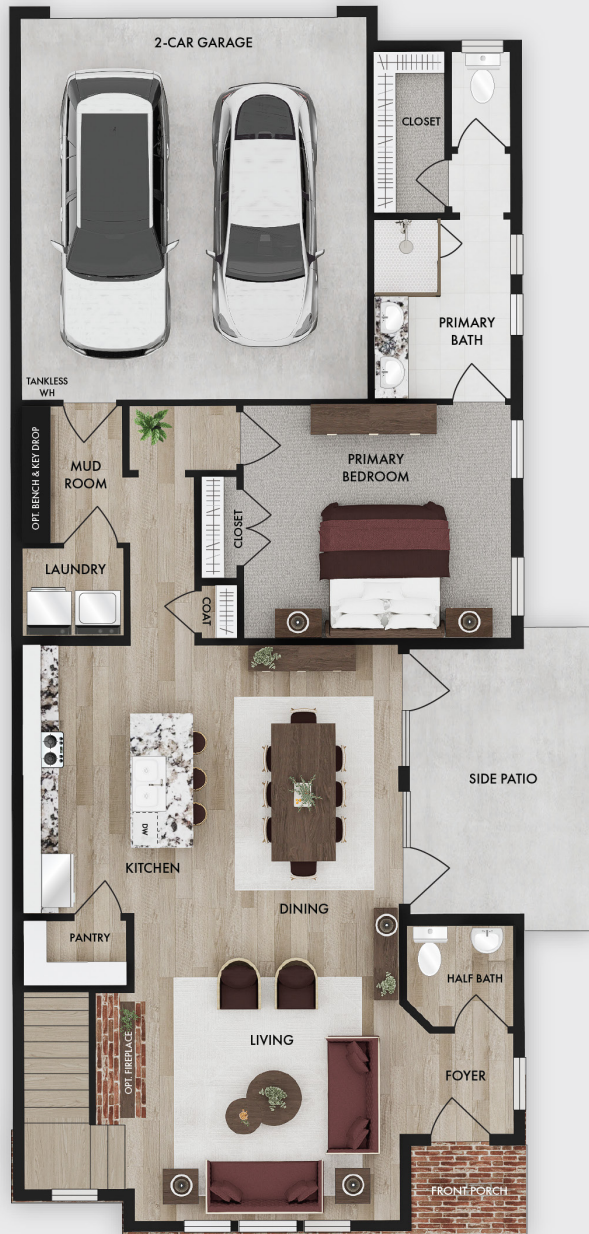 2-CAR GARAGE
CLOSET
PRIMARY
BATH
TANKLESS
WH
OPT. BENCH & KEY DROP
MUD
ROOM
PRIMARY
BEDROOM
CLOSET
LAUNDRY
COAT
SIDE PATIO
DW
KITCHEN
DINING
PANTRY
HALF BATH
LIVING
OPT. FIREPLACE
FOYER
FRONT PORCH